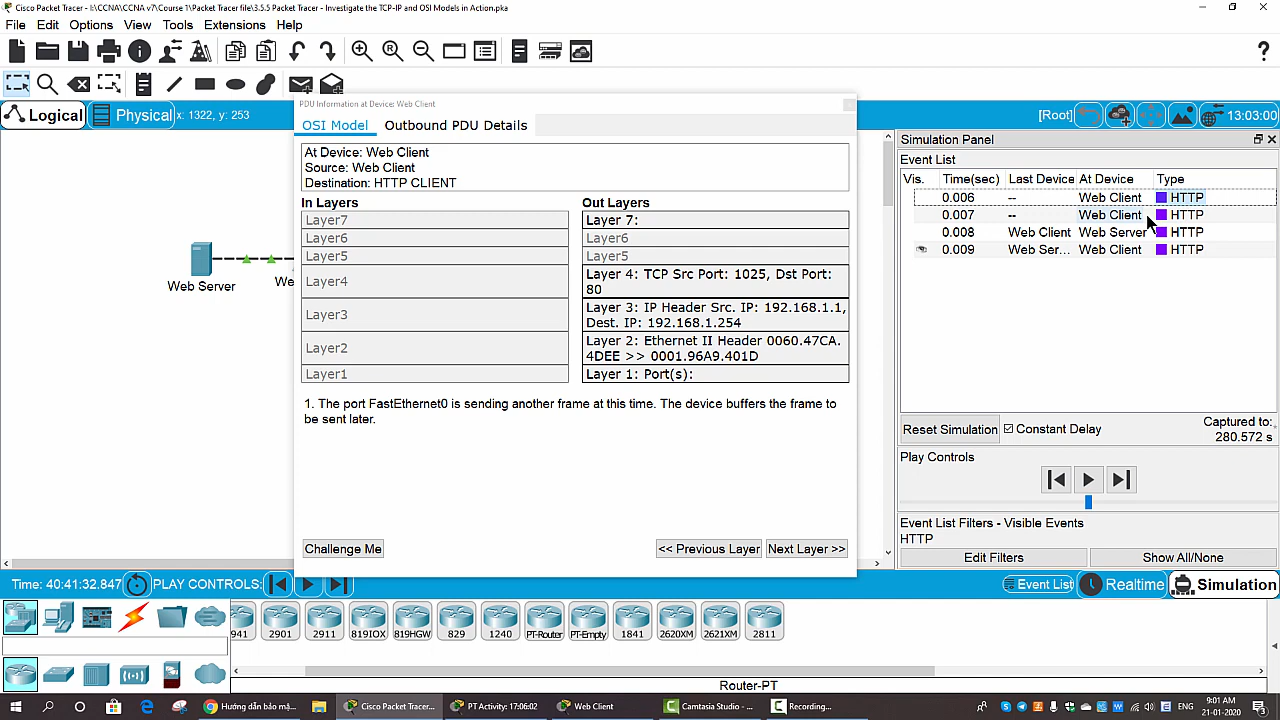 Cisco Packet Tracer - I:\CCNA\CCNA v7\Course 1\Packet Tracer file\3.5.5 Packet Tracer - Investigate the TCP-IP and OSI Models in Action.pka
File Edit Options View Tools Extensions Help
?
Logical Physical x: 1322, y: 253 [Root] 13:03:00
PDU Information at Device: Web Client
OSI Model Outbound PDU Details
At Device: Web Client
Source: Web Client
Destination: HTTP CLIENT
In Layers Out Layers
Layer7 Layer 7:
Layer6 Layer6
Layer5 Layer5
Layer4 Layer 4: TCP Src Port: 1025, Dst Port:
80
Layer3 Layer 3: IP Header Src. IP: 192.168.1.1,
Dest. IP: 192.168.1.254
Layer2 Layer 2: Ethernet II Header 0060.47CA.
4DEE >> 0001.96A9.401D
Layer1 Layer 1: Port(s):
1. The port FastEthernet0 is sending another frame at this time. The device buffers the frame to
be sent later.
Challenge Me << Previous Layer Next Layer >>
Web Server We
Simulation Panel
Event List
Vis. Time(sec) Last Device At Device Type
0.006 -- Web Client HTTP
0.007 -- Web Client HTTP
0.008 Web Client Web Server HTTP
0.009 Web Ser... Web Client HTTP
Reset Simulation Constant Delay Captured to:
280.572 s
Play Controls
Event List Filters - Visible Events
HTTP
Edit Filters Show All/None
Time: 40:41:32.847 PLAY CONTROLS: Event List Realtime Simulation
941 2901 2911 819IOX 819HGW 829 1240 PT-Router PT-Empty 1841 2620XM 2621XM 2811
Router-PT
Hướng dẫn bảo mậ... Cisco Packet Tracer... PT Activity: 17:06:02 Web Client Camtasia Studio - ... Recording...
9:01 AM
21-01-2020